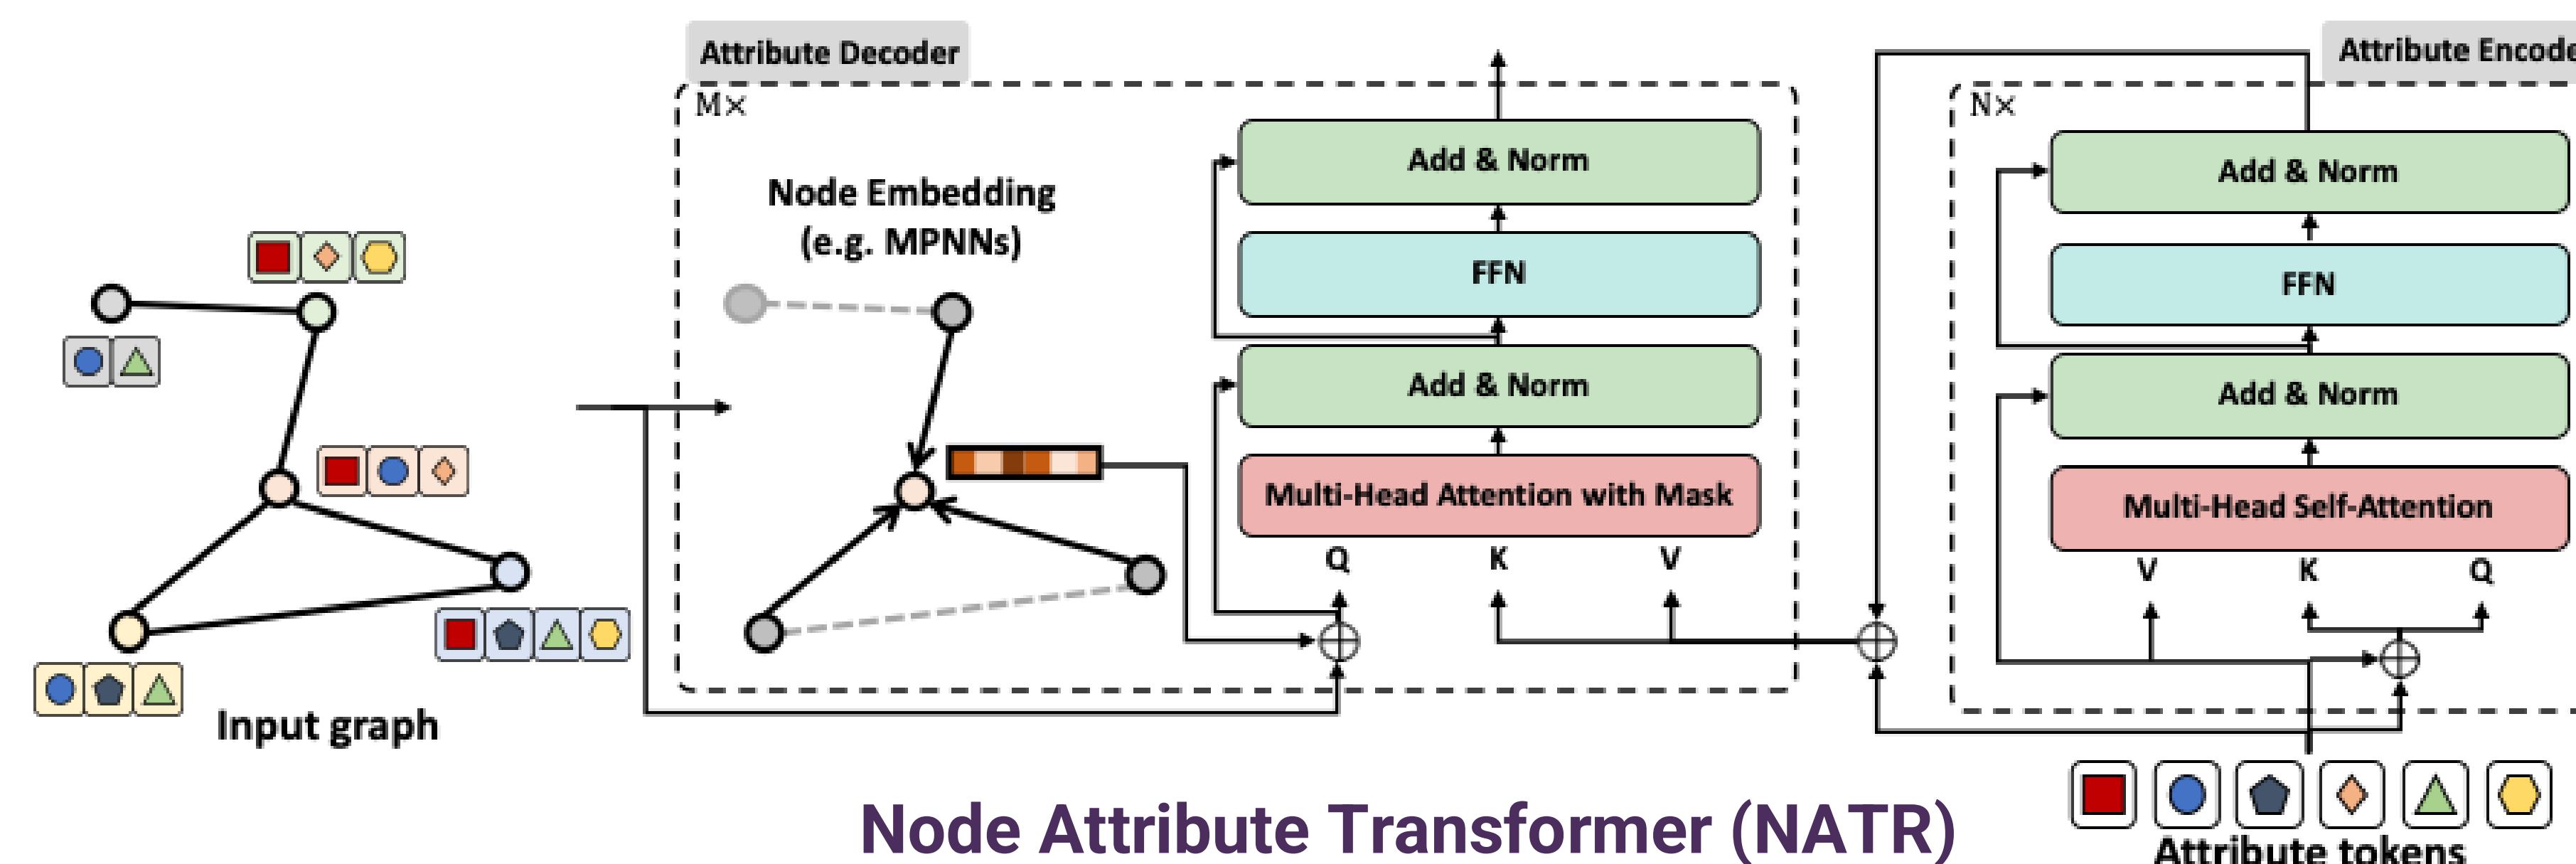 Attribute Decoder
M×
Node Embedding
(e.g. MPNNs)
Add & Norm
FFN
Add & Norm
Multi-Head Attention with Mask
Q K V
Input graph
Attribute Encode
N×
Add & Norm
FFN
Add & Norm
Multi-Head Self-Attention
V K Q
Attribute tokens
Node Attribute Transformer (NATR)